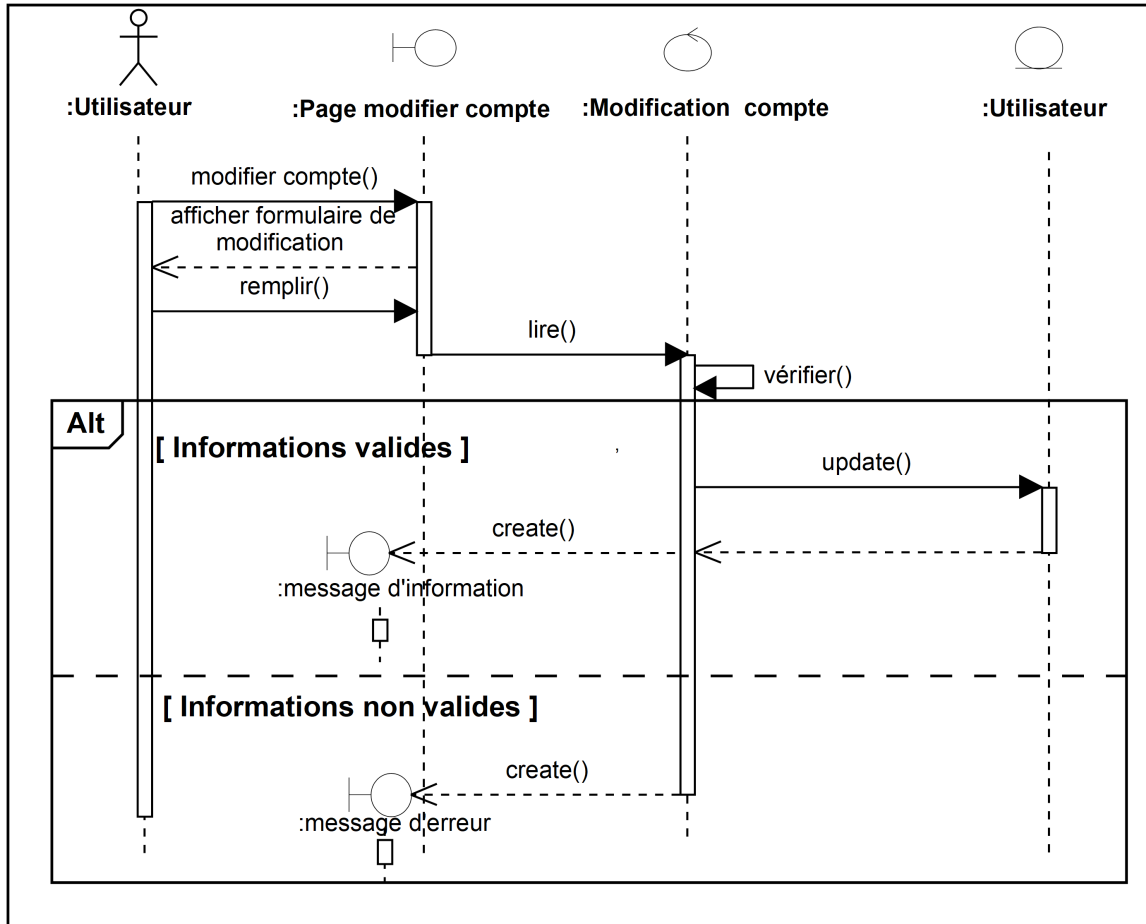 :Utilisateur
:Page modifier compte
:Modification  compte
:Utilisateur
modifier compte()
afficher formulaire de
modification
remplir()
lire()
vérifier()
Alt
[ Informations valides ]
,
update()
create()
:message d'information
[ Informations non valides ]
create()
:message d'erreur